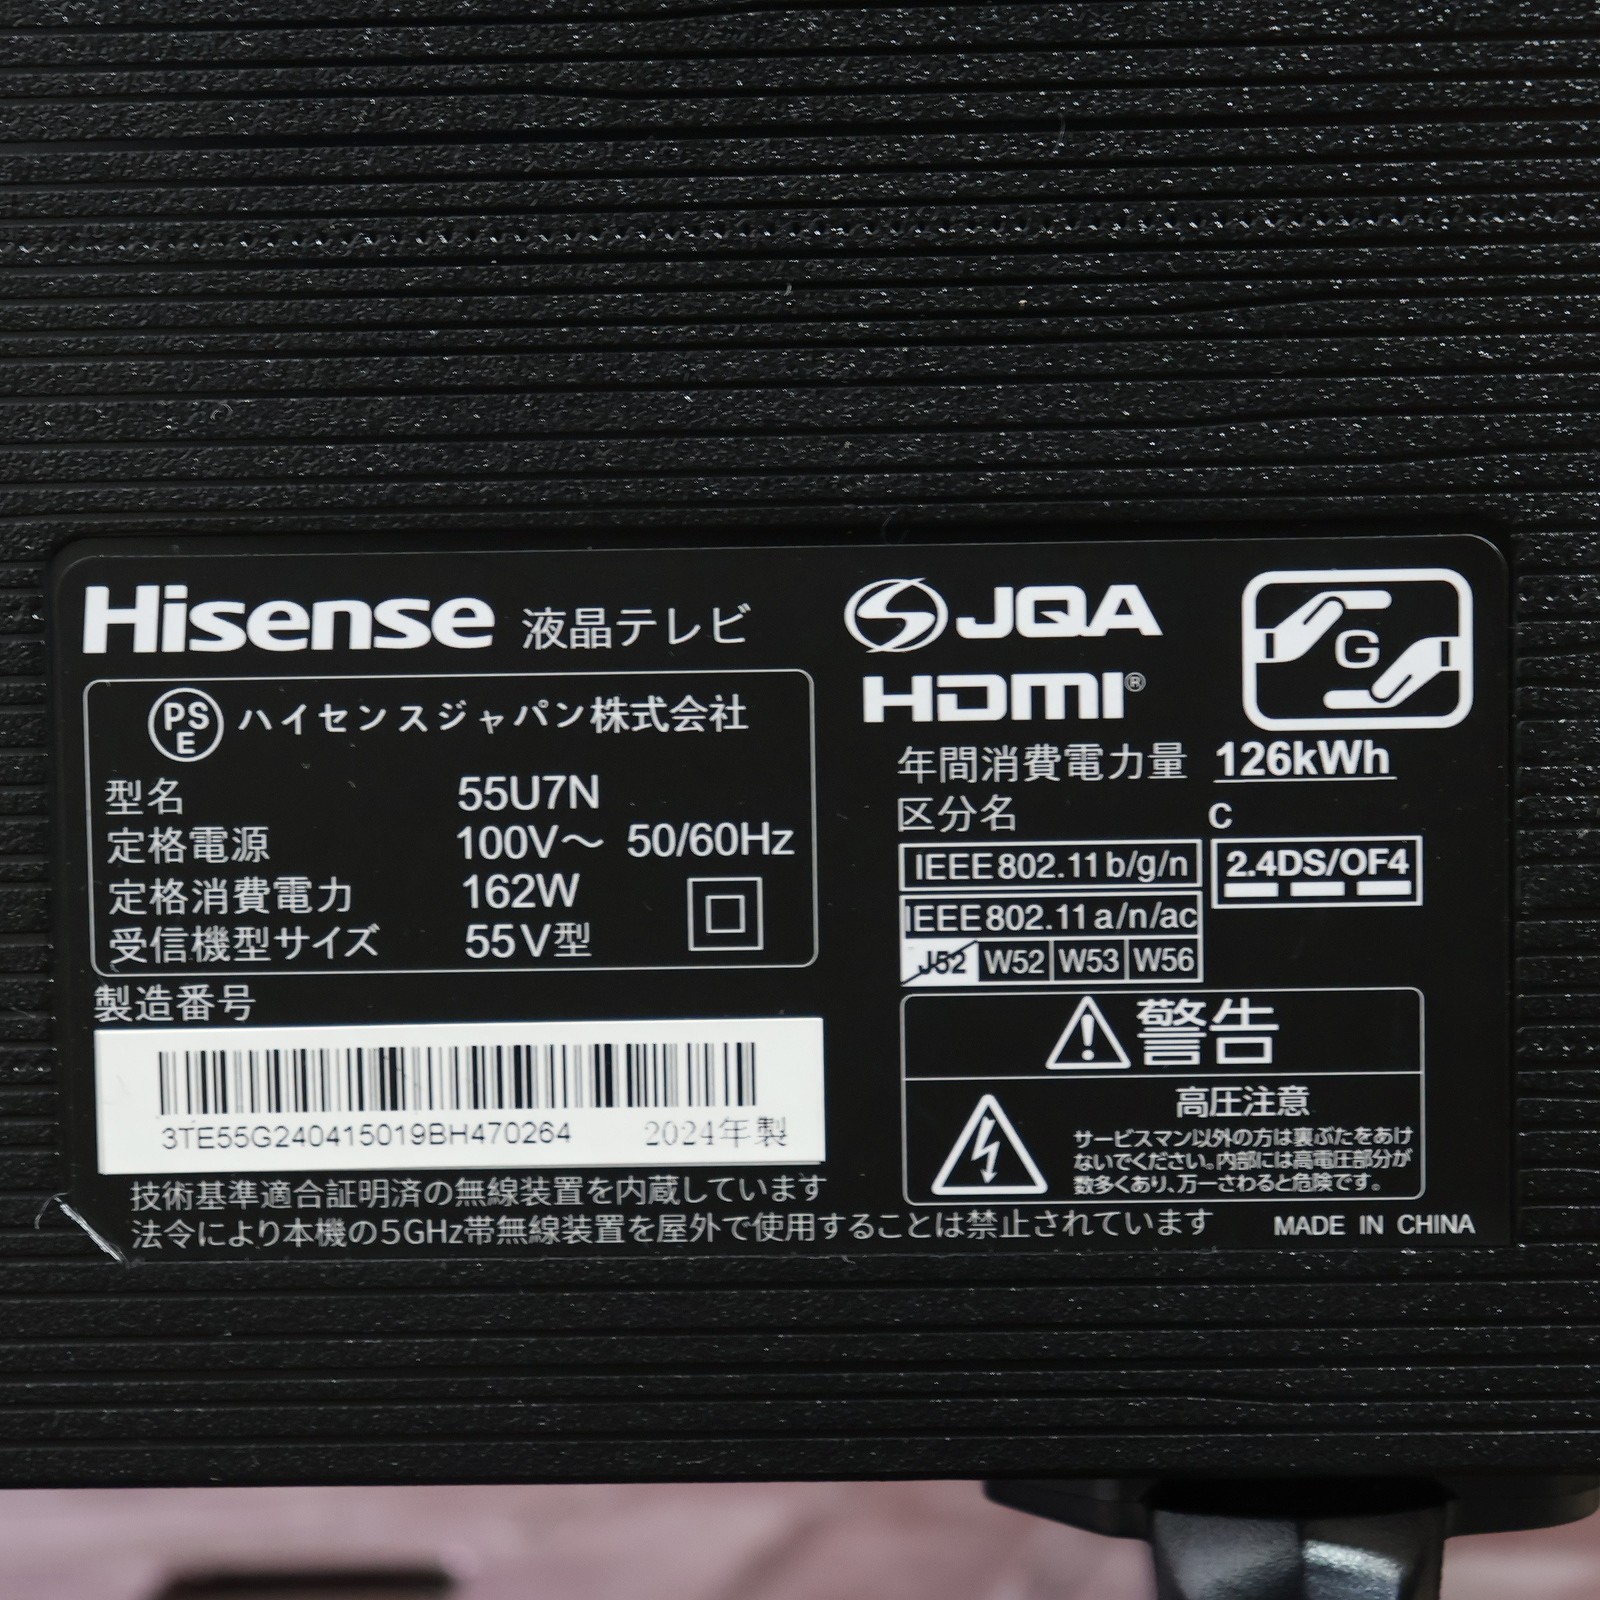 Hisense 液晶テレビ
PSE ハイセンスジャパン株式会社
型名 55U7N
定格電源 100V～ 50/60Hz
定格消費電力 162W
受信機型サイズ 55V型
製造番号
3TE55G240415019BH470264 2024年製
JQA
HDMI®
G
年間消費電力量 126kWh
区分名 C
IEEE802.11b/g/n 2.4DS/OF4
IEEE802.11a/n/ac
J52 W52 W53 W56
警告
高圧注意
サービスマン以外の方は裏ぶたをあけ
ないでください。内部には高電圧部分が
数多くあり、万一さわると危険です。
技術基準適合証明済の無線装置を内蔵しています
法令により本機の5GHz帯無線装置を屋外で使用することは禁止されています
MADE IN CHINA